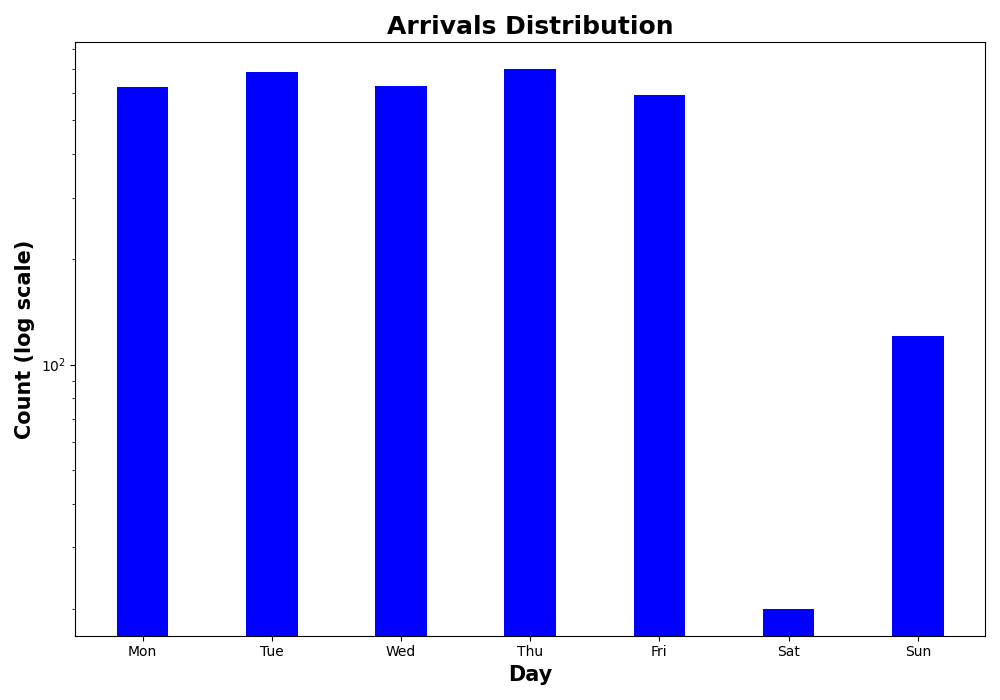 Arrivals Distribution
Count (log scale)
10²
Mon Tue Wed Thu Fri Sat Sun
Day